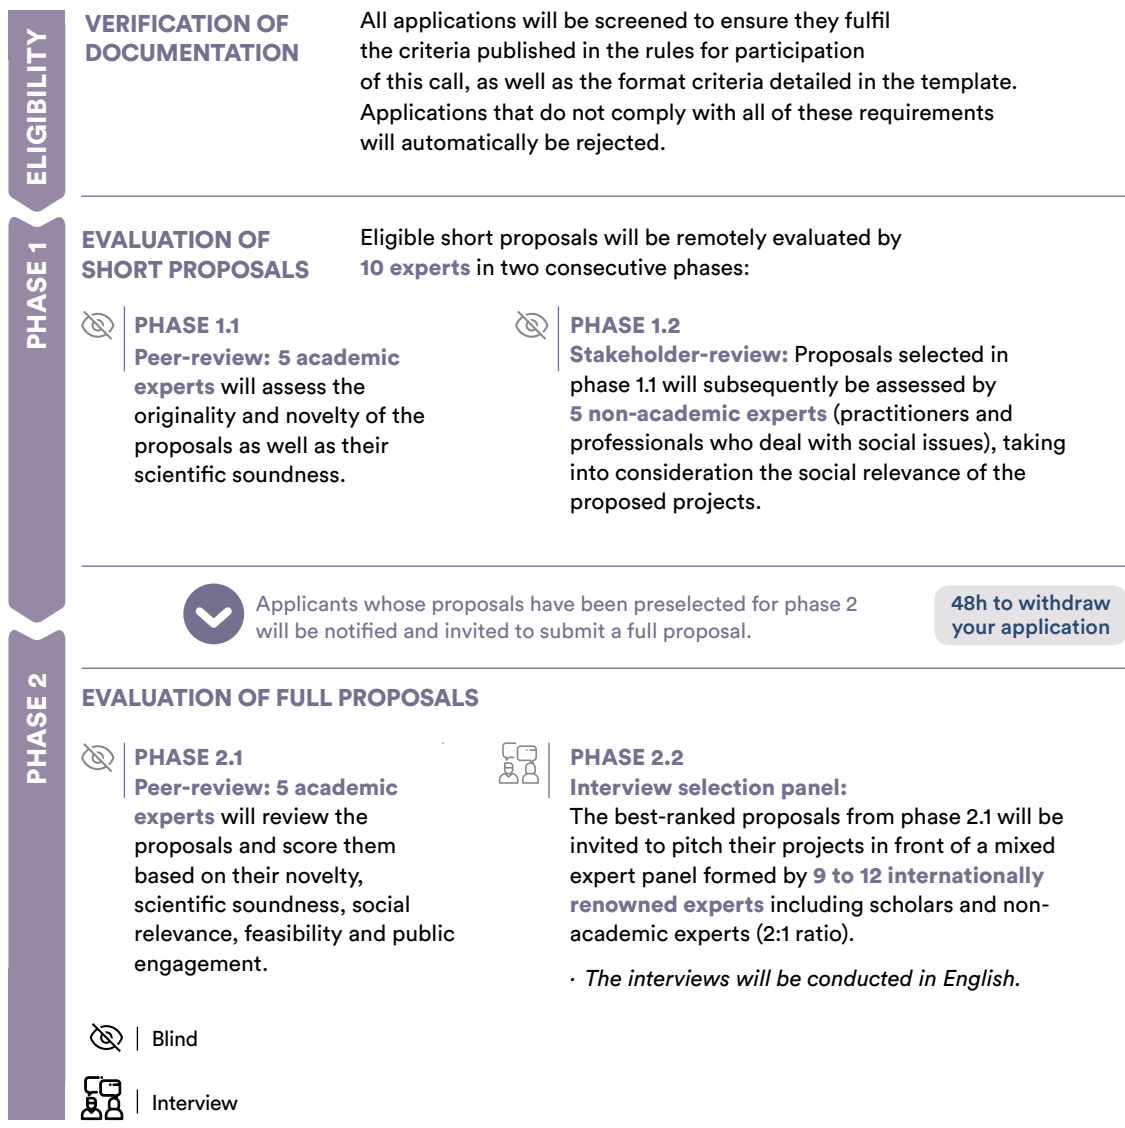 ELIGIBILITY
VERIFICATION OF
DOCUMENTATION
All applications will be screened to ensure they fulfil
the criteria published in the rules for participation
of this call, as well as the format criteria detailed in the template.
Applications that do not comply with all of these requirements
will automatically be rejected.
PHASE 1
EVALUATION OF
SHORT PROPOSALS
Eligible short proposals will be remotely evaluated by
10 experts in two consecutive phases:
PHASE 1.1
Peer-review: 5 academic
experts will assess the
originality and novelty of the
proposals as well as their
scientific soundness.
PHASE 1.2
Stakeholder-review: Proposals selected in
phase 1.1 will subsequently be assessed by
5 non-academic experts (practitioners and
professionals who deal with social issues), taking
into consideration the social relevance of the
proposed projects.
Applicants whose proposals have been preselected for phase 2
will be notified and invited to submit a full proposal.
48h to withdraw
your application
PHASE 2
EVALUATION OF FULL PROPOSALS
PHASE 2.1
Peer-review: 5 academic
experts will review the
proposals and score them
based on their novelty,
scientific soundness, social
relevance, feasibility and public
engagement.
PHASE 2.2
Interview selection panel:
The best-ranked proposals from phase 2.1 will be
invited to pitch their projects in front of a mixed
expert panel formed by 9 to 12 internationally
renowned experts including scholars and non-
academic experts (2:1 ratio).
· The interviews will be conducted in English.
Blind
Interview